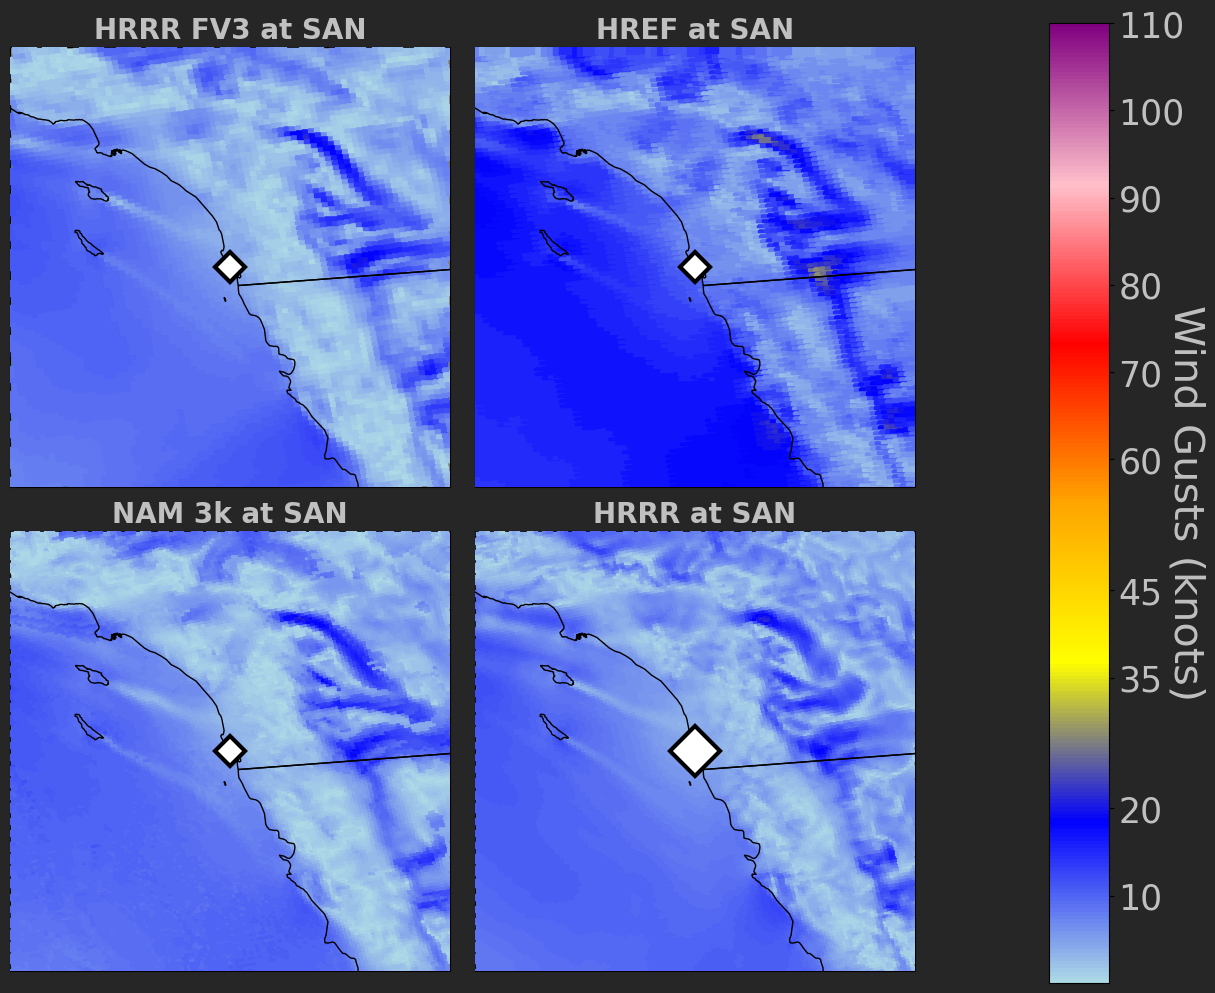 HRRR FV3 at SAN
HREF at SAN
NAM 3k at SAN
HRRR at SAN
110
100
90
80
70
60
45
35
20
10
Wind Gusts (knots)